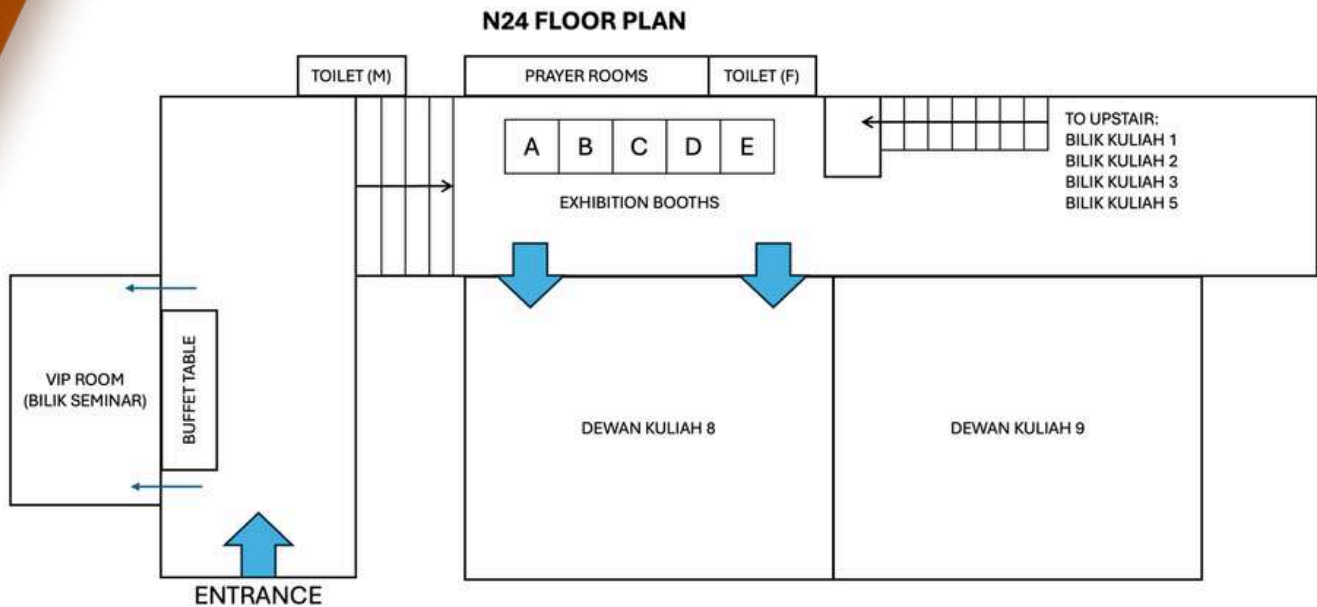 N24 FLOOR PLAN
TOILET (M)
PRAYER ROOMS
TOILET (F)
A B C D E
EXHIBITION BOOTHS
TO UPSTAIR:
BILIK KULIAH 1
BILIK KULIAH 2
BILIK KULIAH 3
BILIK KULIAH 5
VIP ROOM
(BILIK SEMINAR)
BUFFET TABLE
DEWAN KULIAH 8
DEWAN KULIAH 9
ENTRANCE